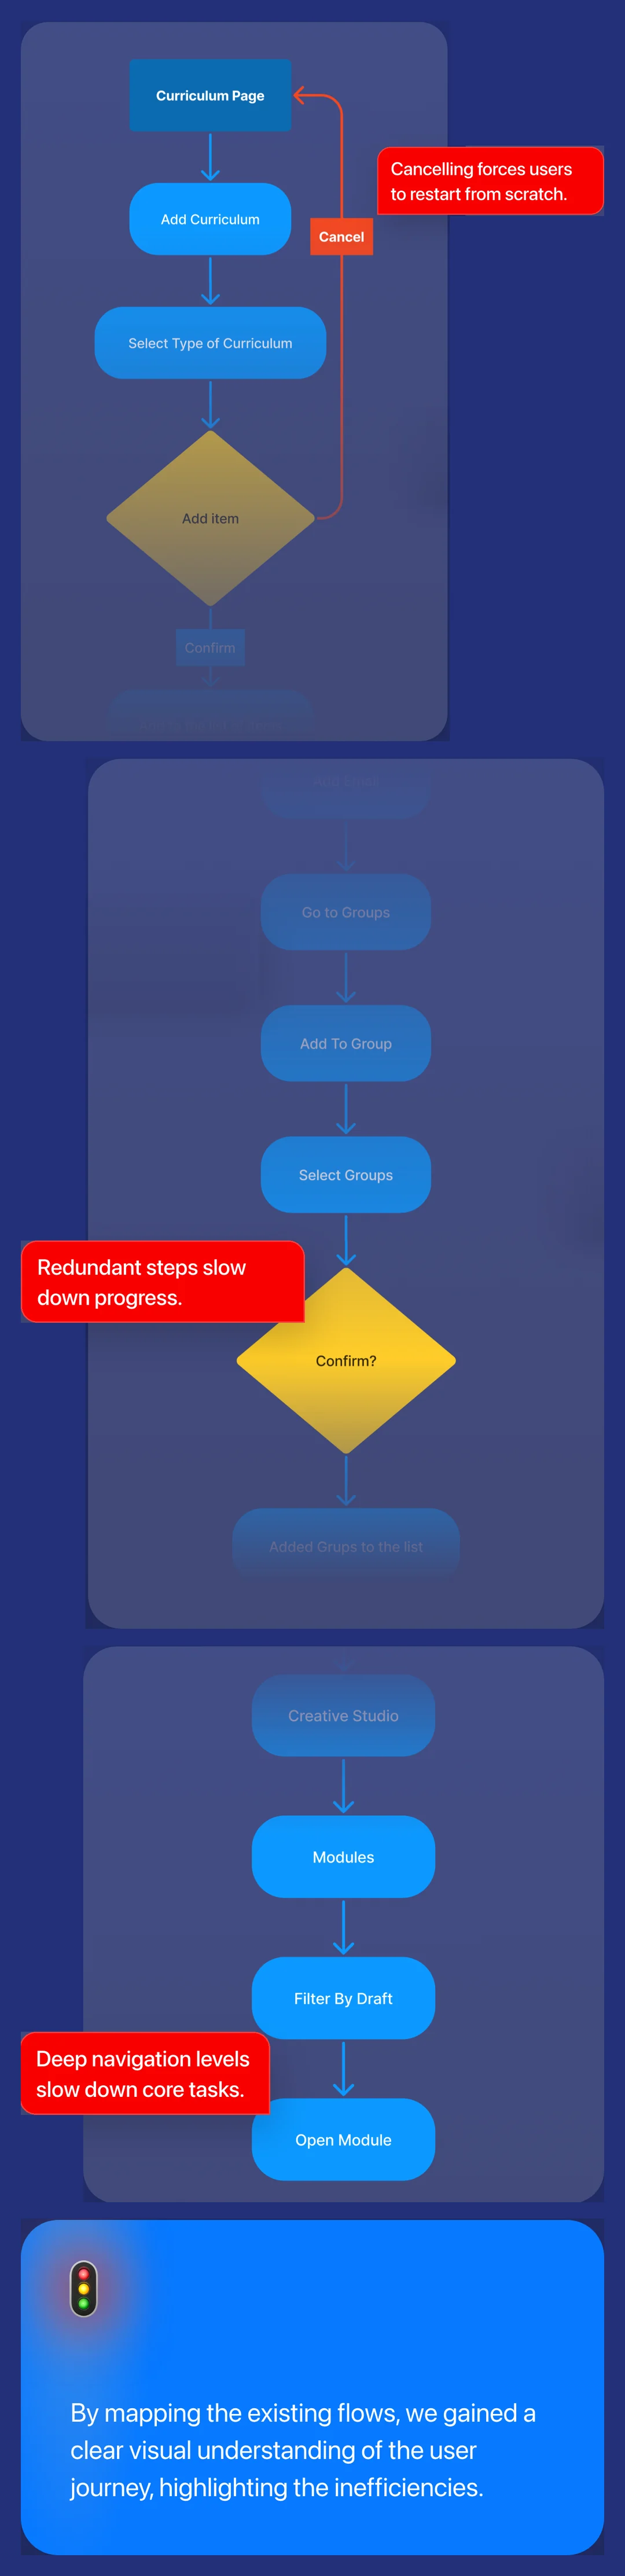 Curriculum Page
Cancelling forces users
to restart from scratch.
Add Curriculum
Cancel
Select Type of Curriculum
Add item
Confirm
Go to Groups
Add To Group
Select Groups
Redundant steps slow
down progress.
Confirm?
Added Grups to the list
Creative Studio
Modules
Filter By Draft
Deep navigation levels
slow down core tasks.
Open Module
By mapping the existing flows, we gained a
clear visual understanding of the user
journey, highlighting the inefficiencies.